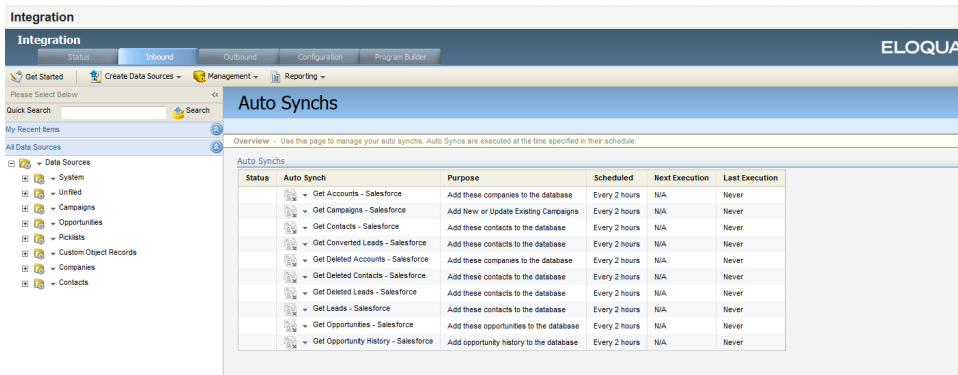 Integration
Integration
ELOQUA
Status Inbound Outbound Configuration Program Builder
Get Started Create Data Sources Management Reporting
Please Select Below
Quick Search Search
My Recent Items
All Data Sources
Data Sources
System
Unfiled
Campaigns
Opportunities
Picklists
Custom Object Records
Companies
Contacts
Auto Synchs
Overview - Use this page to manage your auto synchs. Auto Syncs are executed at the time specified in their schedule.
Auto Synchs
Status Auto Synch Purpose Scheduled Next Execution Last Execution
Get Accounts - Salesforce Add these companies to the database Every 2 hours N/A Never
Get Campaigns - Salesforce Add New or Update Existing Campaigns Every 2 hours N/A Never
Get Contacts - Salesforce Add these contacts to the database Every 2 hours N/A Never
Get Converted Leads - Salesforce Add these contacts to the database Every 2 hours N/A Never
Get Deleted Accounts - Salesforce Add these companies to the database Every 2 hours N/A Never
Get Deleted Contacts - Salesforce Add these contacts to the database Every 2 hours N/A Never
Get Deleted Leads - Salesforce Add these contacts to the database Every 2 hours N/A Never
Get Leads - Salesforce Add these contacts to the database Every 2 hours N/A Never
Get Opportunities - Salesforce Add these opportunities to the database Every 2 hours N/A Never
Get Opportunity History - Salesforce Add opportunity history to the database Every 2 hours N/A Never